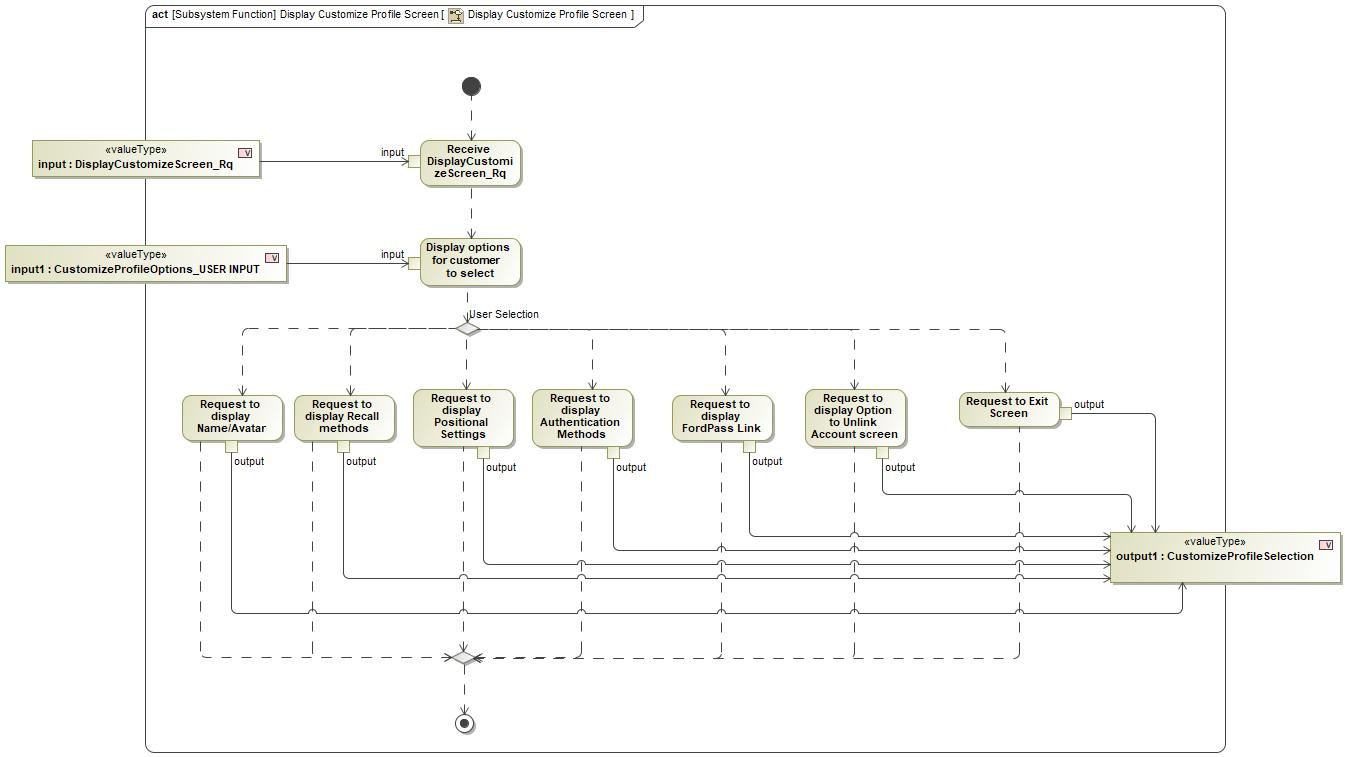 act [Subsystem Function] Display Customize Profile Screen [ Display Customize Profile Screen ]
«valueType»
input : DisplayCustomizeScreen_Rq
V
input
Receive
DisplayCustomi
zeScreen_Rq
«valueType»
input1 : CustomizeProfileOptions_USER INPUT
V
input
Display options
for customer
to select
User Selection
Request to
display
Name/Avatar
output
Request to
display Recall
methods
output
Request to
display
Positional
Settings
output
Request to
display
Authentication
Methods
output
Request to
display
FordPass Link
output
Request to
display Option
to Unlink
Account screen
output
Request to Exit
Screen
output
«valueType»
output1 : CustomizeProfileSelection
V